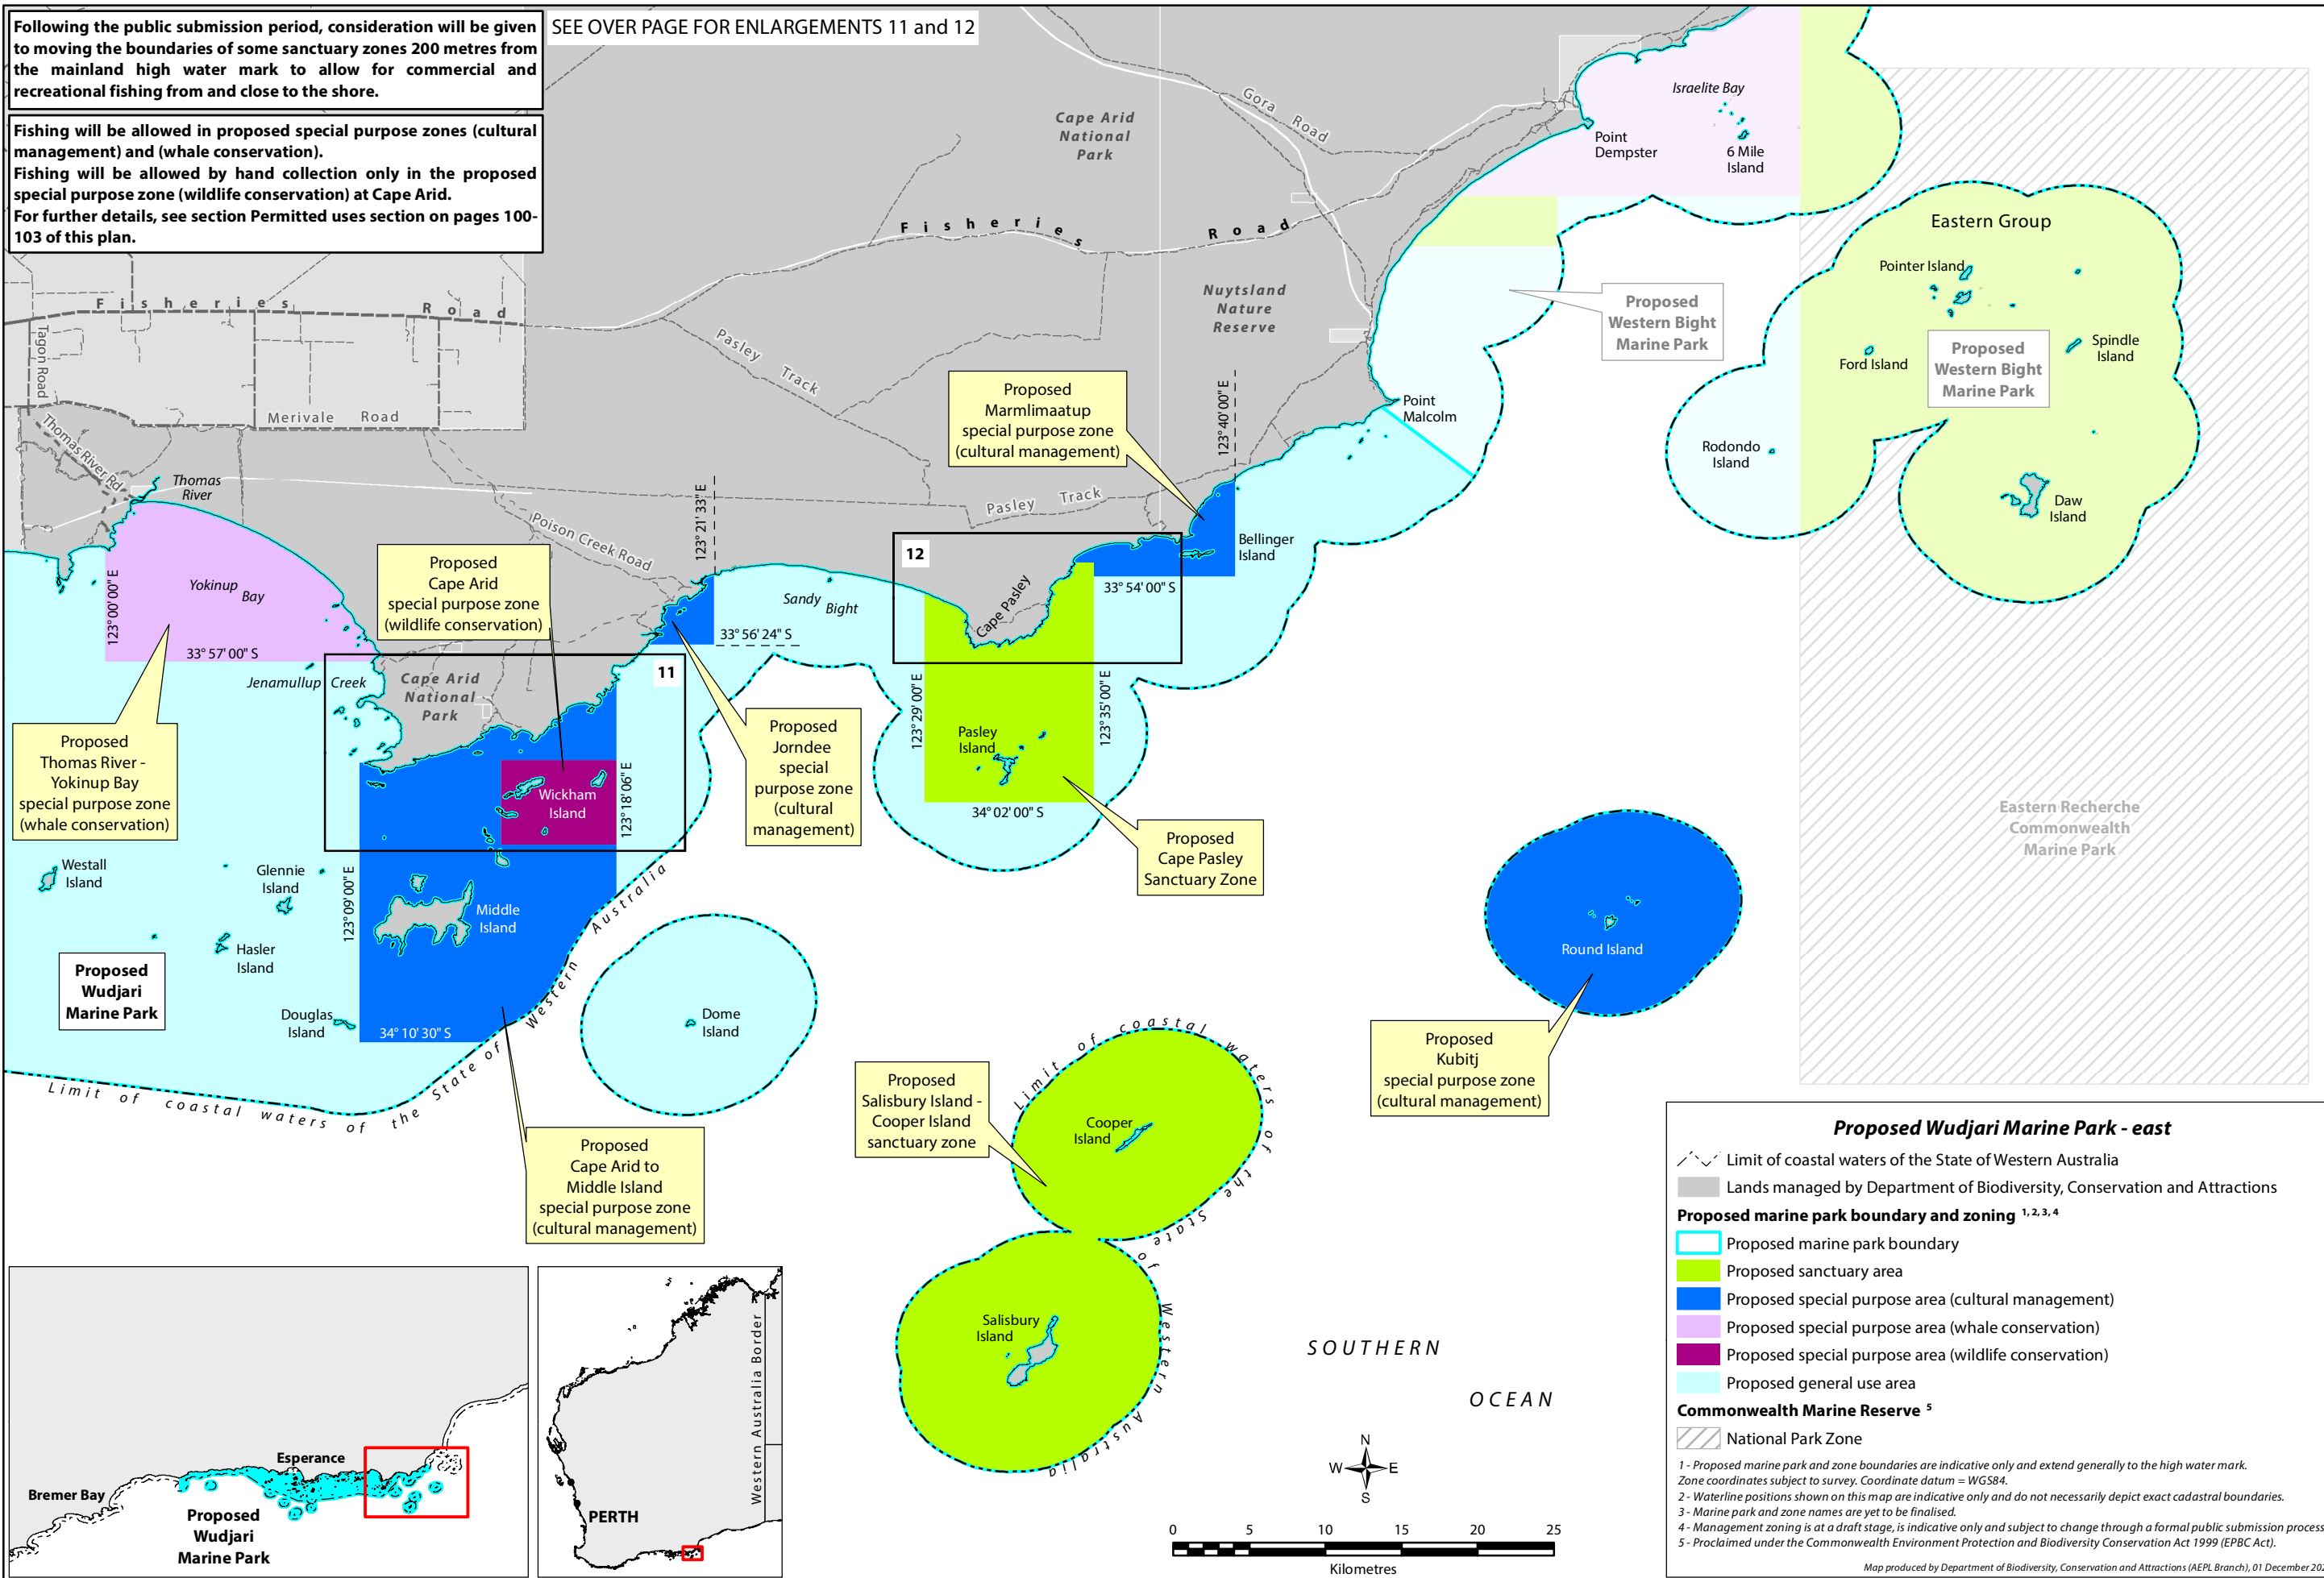 Following the public submission period, consideration will be given
to moving the boundaries of some sanctuary zones 200 metres from
the mainland high water mark to allow for commercial and
recreational fishing from and close to the shore.
Fishing will be allowed in proposed special purpose zones (cultural
management) and (whale conservation).
Fishing will be allowed by hand collection only in the proposed
special purpose zone (wildlife conservation) at Cape Arid.
For further details, see section Permitted uses section on pages 100-
103 of this plan.
SEE OVER PAGE FOR ENLARGEMENTS 11 and 12
Cape Arid
National
Park
Gora Road
Israelite Bay
Point
Dempster
6 Mile
Island
Fisheries Road
Fisheries Road
Nuytsland
Nature
Reserve
Eastern Group
Pointer Island
Ford Island
Spindle
Island
Proposed
Western Bight
Marine Park
Proposed
Western Bight
Marine Park
Rodondo
Island
Daw
Island
Tagon Road
Merivale Road
Thomas River Rd
Thomas
River
Pasley Track
Pasley Track
Poison Creek Road
Proposed
Marmlimaatup
special purpose zone
(cultural management)
123° 40' 00" E
Point
Malcolm
123° 21' 33" E
12
Bellinger
Island
33° 54' 00" S
Cape Pasley
Sandy Bight
33° 56' 24" S
Proposed
Cape Arid
special purpose zone
(wildlife conservation)
Yokinup Bay
123° 00' 00" E
33° 57' 00" S
Jenamullup Creek
Cape Arid
National
Park
11
Proposed
Thomas River -
Yokinup Bay
special purpose zone
(whale conservation)
Proposed
Jorndee
special
purpose zone
(cultural
management)
123° 29' 00" E
123° 35' 00" E
Pasley
Island
34° 02' 00" S
Proposed
Cape Pasley
Sanctuary Zone
Wickham
Island
123° 18' 06" E
Westall
Island
Glennie
Island
123° 09' 00" E
Middle
Island
Hasler
Island
Proposed
Wudjari
Marine Park
Douglas
Island
34° 10' 30" S
Dome
Island
Limit of coastal waters of the State of Western Australia
Proposed
Cape Arid to
Middle Island
special purpose zone
(cultural management)
Round Island
Proposed
Kubitj
special purpose zone
(cultural management)
Eastern Recherche
Commonwealth
Marine Park
Proposed
Salisbury Island -
Cooper Island
sanctuary zone
Cooper
Island
Salisbury
Island
Limit of coastal waters of the State of Western Australia
SOUTHERN
OCEAN
N
W E
S
0 5 10 15 20 25
Kilometres
Esperance
Bremer Bay
Proposed
Wudjari
Marine Park
Western Australia Border
PERTH
Proposed Wudjari Marine Park - east
Limit of coastal waters of the State of Western Australia
Lands managed by Department of Biodiversity, Conservation and Attractions
Proposed marine park boundary and zoning 1, 2, 3, 4
Proposed marine park boundary
Proposed sanctuary area
Proposed special purpose area (cultural management)
Proposed special purpose area (whale conservation)
Proposed special purpose area (wildlife conservation)
Proposed general use area
Commonwealth Marine Reserve 5
National Park Zone
1 - Proposed marine park and zone boundaries are indicative only and extend generally to the high water mark.
Zone coordinates subject to survey. Coordinate datum = WGS84.
2 - Waterline positions shown on this map are indicative only and do not necessarily depict exact cadastral boundaries.
3 - Marine park and zone names are yet to be finalised.
4 - Management zoning is at a draft stage, is indicative only and subject to change through a formal public submission process
5 - Proclaimed under the Commonwealth Environment Protection and Biodiversity Conservation Act 1999 (EPBC Act).
Map produced by Department of Biodiversity, Conservation and Attractions (AEPL Branch), 01 December